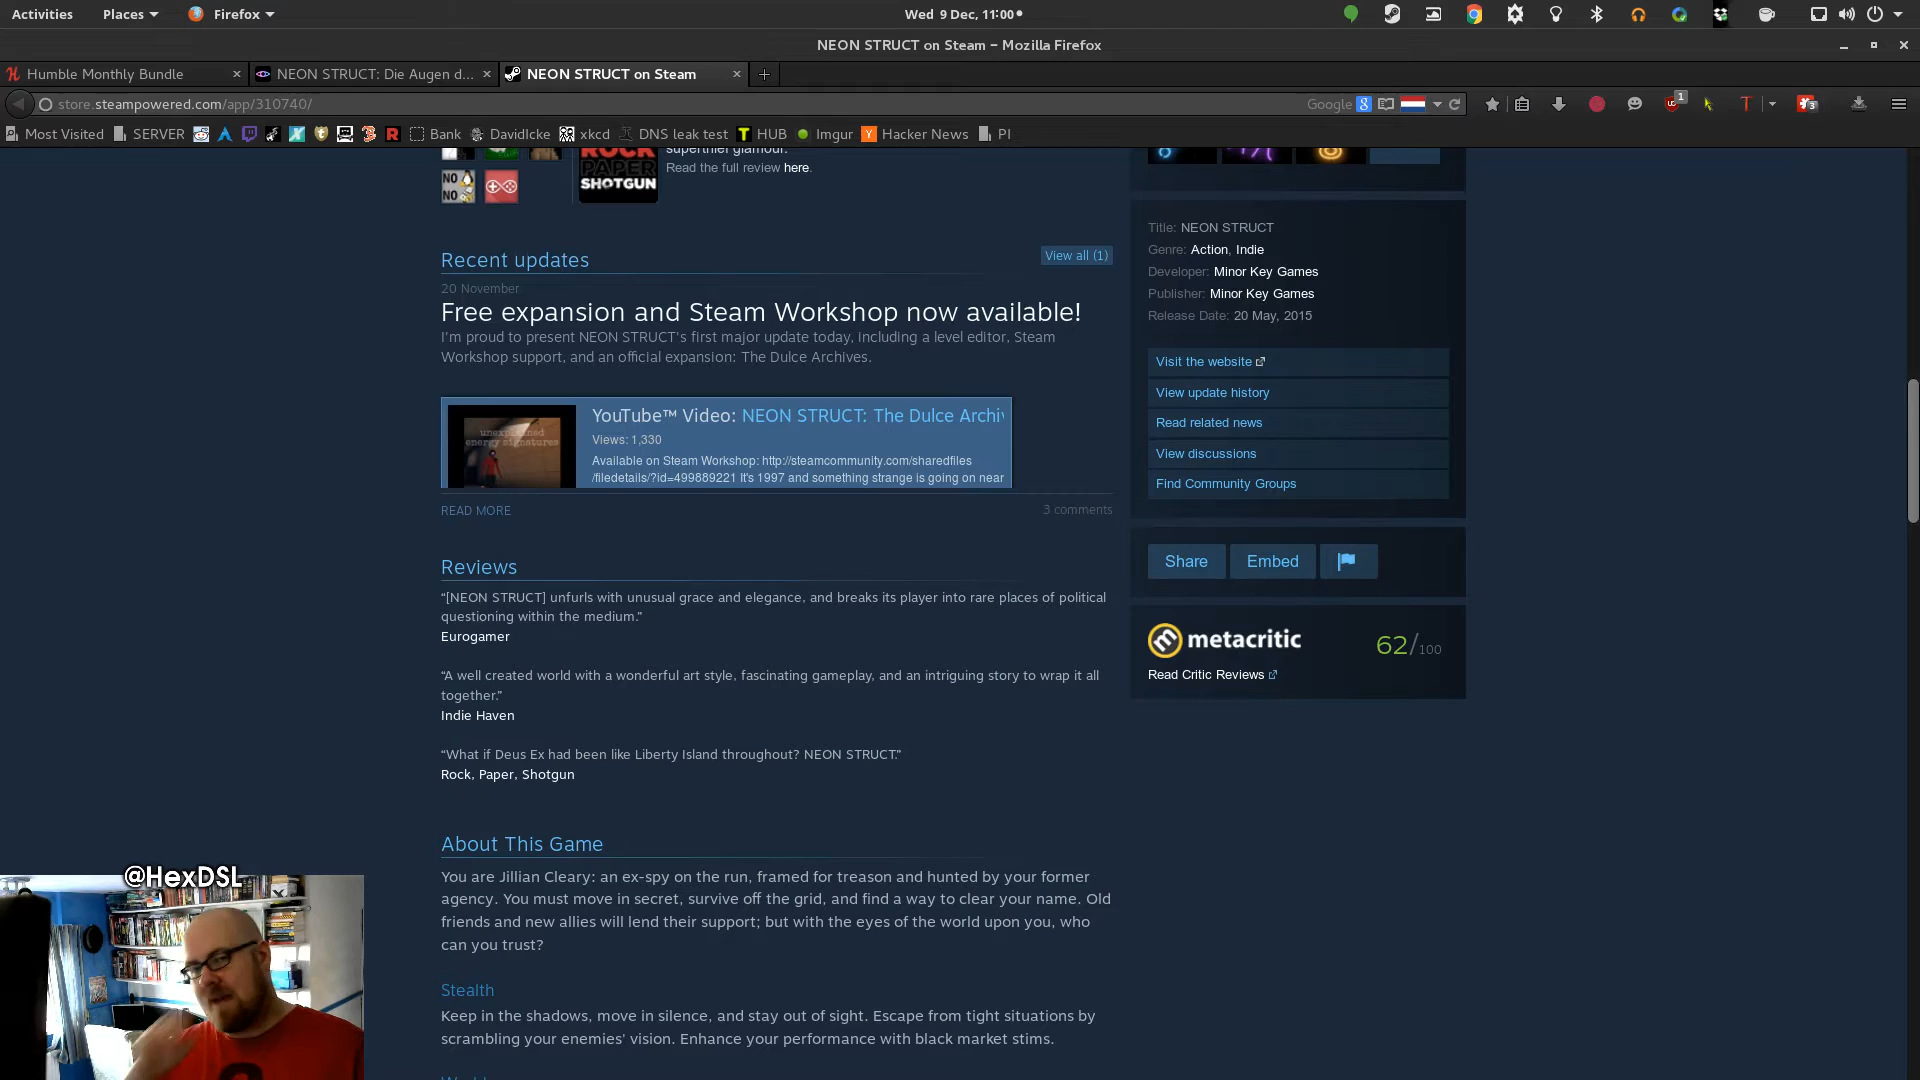 Activities Places Firefox Wed 9 Dec, 11:00
NEON STRUCT on Steam – Mozilla Firefox
Humble Monthly Bundle NEON STRUCT: Die Augen d... NEON STRUCT on Steam
store.steampowered.com/app/310740/ Google 8 1 3
Most Visited SERVER Bank DavidIcke xkcd DNS leak test HUB Imgur Hacker News PI
superthief glamour.
Read the full review here.
NO NO
ROCK
PAPER
SHOTGUN
Recent updates View all (1)
20 November
Free expansion and Steam Workshop now available!
I'm proud to present NEON STRUCT's first major update today, including a level editor, Steam
Workshop support, and an official expansion: The Dulce Archives.
unexplained
energy signatures
YouTube™ Video: NEON STRUCT: The Dulce Archiv
Views: 1,330
Available on Steam Workshop: http://steamcommunity.com/sharedfiles
/filedetails/?id=499889221 It's 1997 and something strange is going on near
READ MORE 3 comments
Reviews
“[NEON STRUCT] unfurls with unusual grace and elegance, and breaks its player into rare places of political
questioning within the medium.”
Eurogamer
“A well created world with a wonderful art style, fascinating gameplay, and an intriguing story to wrap it all
together.”
Indie Haven
“What if Deus Ex had been like Liberty Island throughout? NEON STRUCT.”
Rock, Paper, Shotgun
About This Game
You are Jillian Cleary: an ex-spy on the run, framed for treason and hunted by your former
agency. You must move in secret, survive off the grid, and find a way to clear your name. Old
friends and new allies will lend their support; but with the eyes of the world upon you, who
can you trust?
Stealth
Keep in the shadows, move in silence, and stay out of sight. Escape from tight situations by
scrambling your enemies' vision. Enhance your performance with black market stims.
Title: NEON STRUCT
Genre: Action, Indie
Developer: Minor Key Games
Publisher: Minor Key Games
Release Date: 20 May, 2015
Visit the website
View update history
Read related news
View discussions
Find Community Groups
Share Embed
metacritic 62/100
Read Critic Reviews
@HexDSL